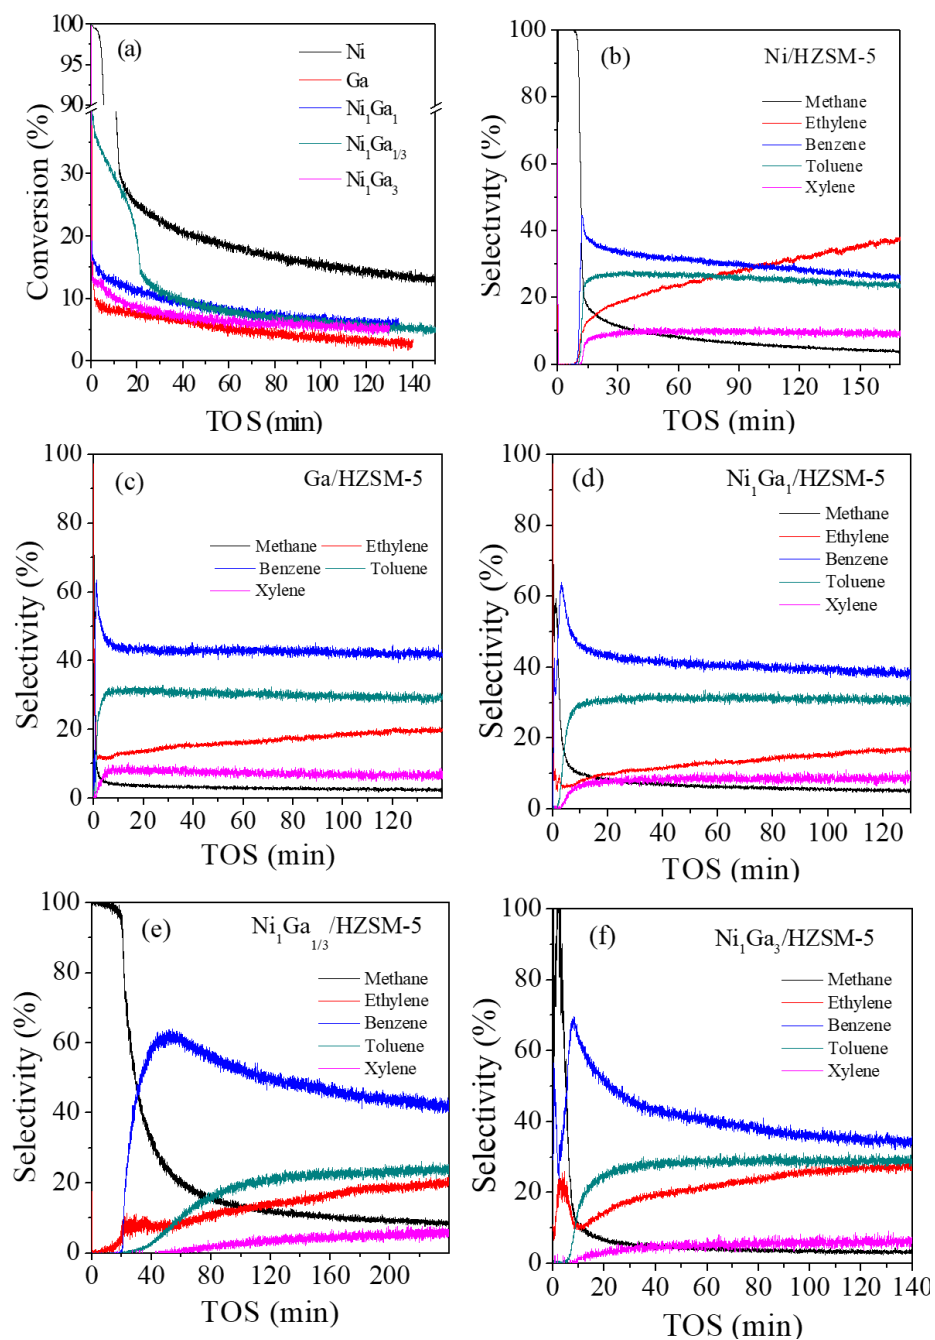 (a)
100
95
90
30
20
10
0
Conversion (%)
Ni
Ga
Ni1Ga1
Ni1Ga1/3
Ni1Ga3
0 20 40 60 80 100 120 140
TOS (min)
(b)
Ni/HZSM-5
100
80
60
40
20
0
Selectivity (%)
Methane
Ethylene
Benzene
Toluene
Xylene
0 30 60 90 120 150
TOS (min)
(c)
Ga/HZSM-5
100
80
60
40
20
0
Selectivity (%)
Methane Ethylene
Benzene Toluene
Xylene
0 20 40 60 80 100 120
TOS (min)
(d)
Ni1Ga1/HZSM-5
100
80
60
40
20
0
Selectivity (%)
Methane
Ethylene
Benzene
Toluene
Xylene
0 20 40 60 80 100 120
TOS (min)
(e)
Ni1Ga1/3/HZSM-5
100
80
60
40
20
0
Selectivity (%)
Methane
Ethylene
Benzene
Toluene
Xylene
0 40 80 120 160 200
TOS (min)
(f)
Ni1Ga3/HZSM-5
100
80
60
40
20
0
Selectivity (%)
Methane
Ethylene
Benzene
Toluene
Xylene
0 20 40 60 80 100 120 140
TOS (min)